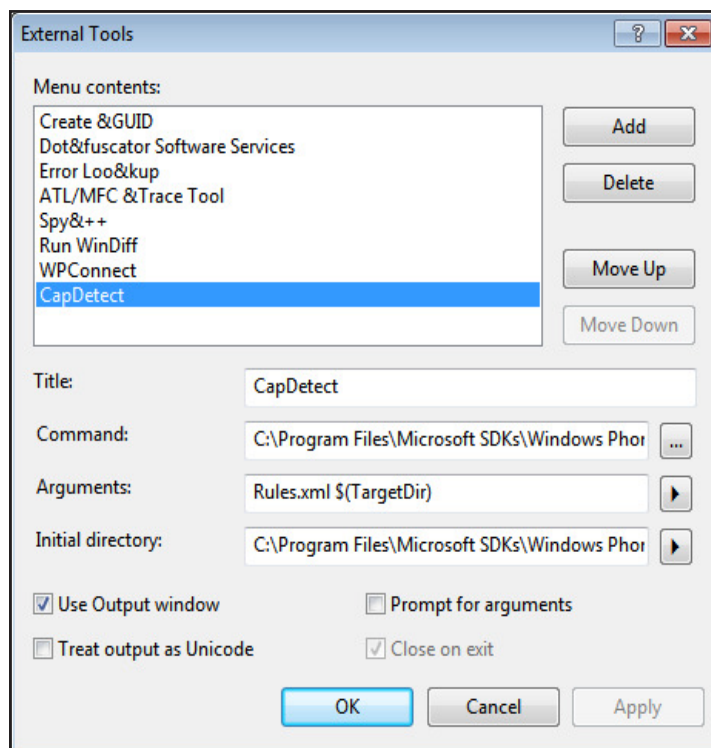 External Tools
?
Menu contents:
Create &GUID
Dot&fuscator Software Services
Error Loo&kup
ATL/MFC &Trace Tool
Spy&++
Run WinDiff
WPConnect
CapDetect
Add
Delete
Move Up
Move Down
Title: CapDetect
Command: C:\Program Files\Microsoft SDKs\Windows Phor ...
Arguments: Rules.xml $(TargetDir)
Initial directory: C:\Program Files\Microsoft SDKs\Windows Phor
Use Output window Prompt for arguments
Treat output as Unicode Close on exit
OK Cancel Apply